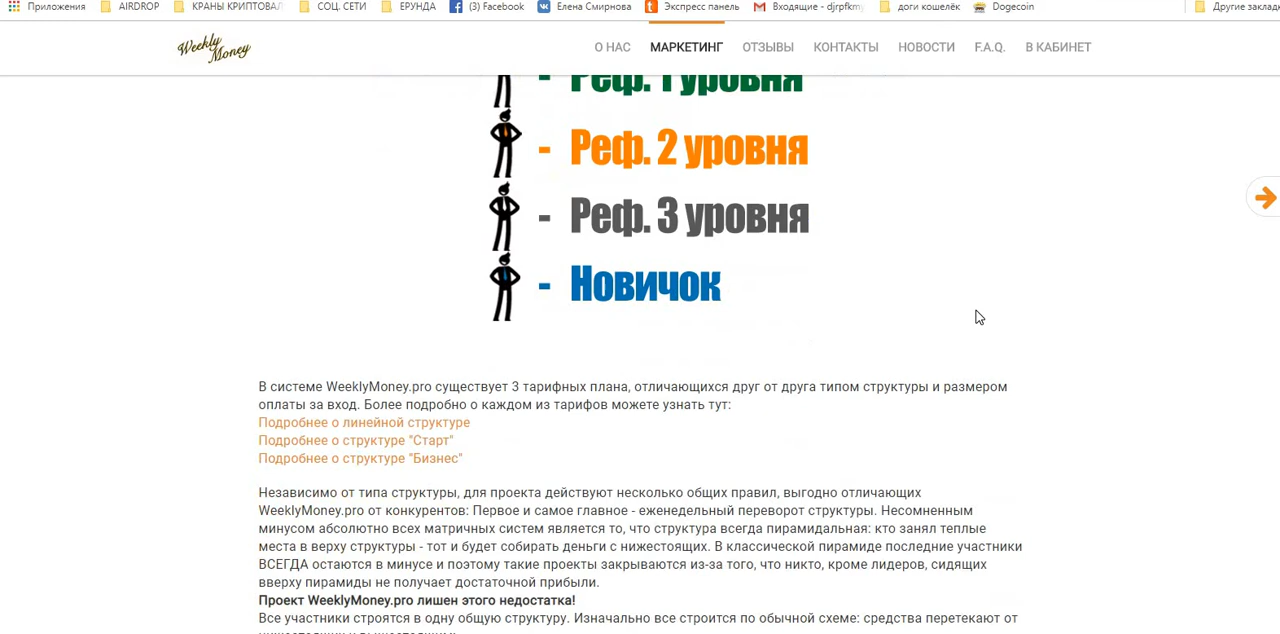 Приложения AIRDROP КРАНЫ КРИПТОВАЛ СОЦ. СЕТИ ЕРУНДА (3) Facebook Елена Смирнова Экспресс панель Входящие - djrpfkmy доги кошелёк Dogecoin Другие заклад
Weekly Money
О НАС МАРКЕТИНГ ОТЗЫВЫ КОНТАКТЫ НОВОСТИ F.A.Q. В КАБИНЕТ
- Реф. 1 уровня
- Реф. 2 уровня
- Реф. 3 уровня
- Новичок
В системе WeeklyMoney.pro существует 3 тарифных плана, отличающихся друг от друга типом структуры и размером
оплаты за вход. Более подробно о каждом из тарифов можете узнать тут:
Подробнее о линейной структуре
Подробнее о структуре "Старт"
Подробнее о структуре "Бизнес"
Независимо от типа структуры, для проекта действуют несколько общих правил, выгодно отличающих
WeeklyMoney.pro от конкурентов: Первое и самое главное - еженедельный переворот структуры. Несомненным
минусом абсолютно всех матричных систем является то, что структура всегда пирамидальная: кто занял теплые
места в верху структуры - тот и будет собирать деньги с нижестоящих. В классической пирамиде последние участники
ВСЕГДА остаются в минусе и поэтому такие проекты закрываются из-за того, что никто, кроме лидеров, сидящих
вверху пирамиды не получает достаточной прибыли.
Проект WeeklyMoney.pro лишен этого недостатка!
Все участники строятся в одну общую структуру. Изначально все строится по обычной схеме: средства перетекают от